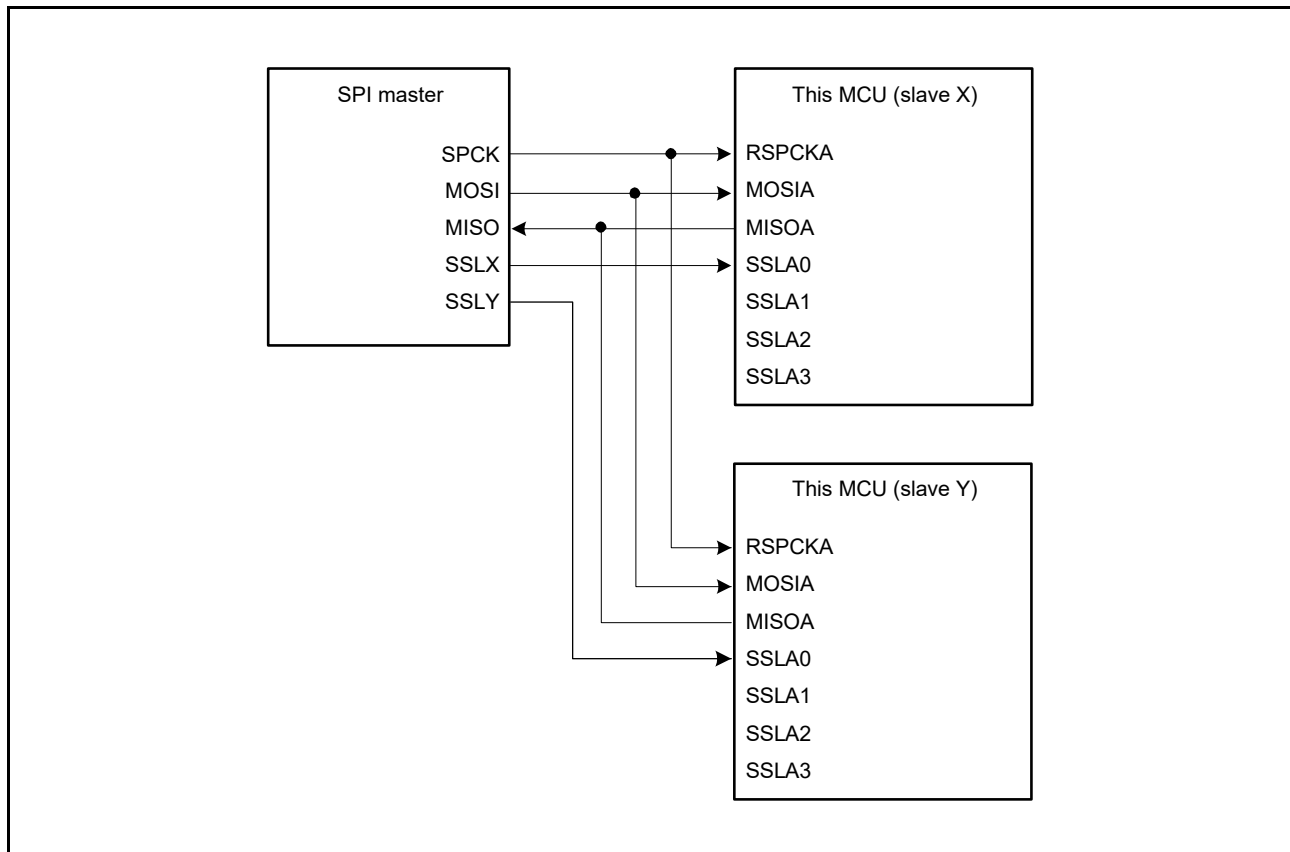 SPI master
SPCK
MOSI
MISO
SSLX
SSLY
This MCU (slave X)
RSPCKA
MOSIA
MISOA
SSLA0
SSLA1
SSLA2
SSLA3
This MCU (slave Y)
RSPCKA
MOSIA
MISOA
SSLA0
SSLA1
SSLA2
SSLA3